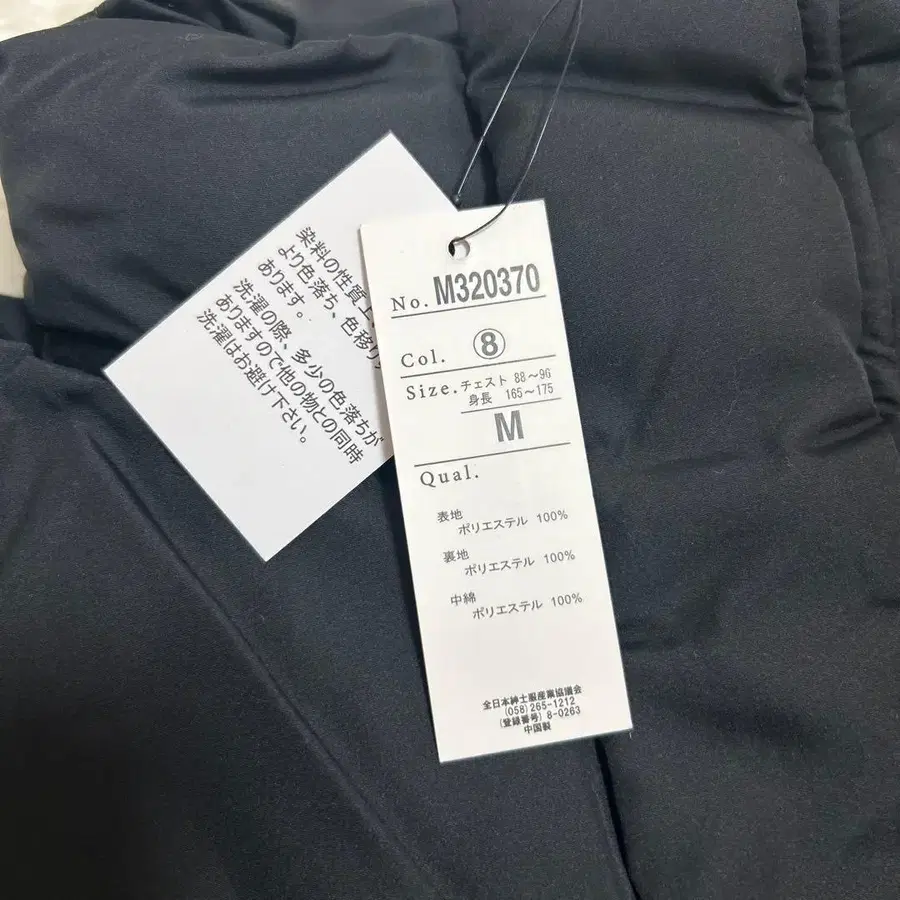 染料の性質上
より色落ち、色移り
あります。
洗濯の際、多少の色落ちが
ありますので他の物との同時
洗濯はお避け下さい。
No. M320370
Col. ⑧
Size. チェスト 88～96
身長 165～175
M
Qual.
表地
ポリエステル 100%
裏地
ポリエステル 100%
中綿
ポリエステル 100%
全日本紳士服産業協議会
(058)265-1212
(登録番号) 8-0263
中国製